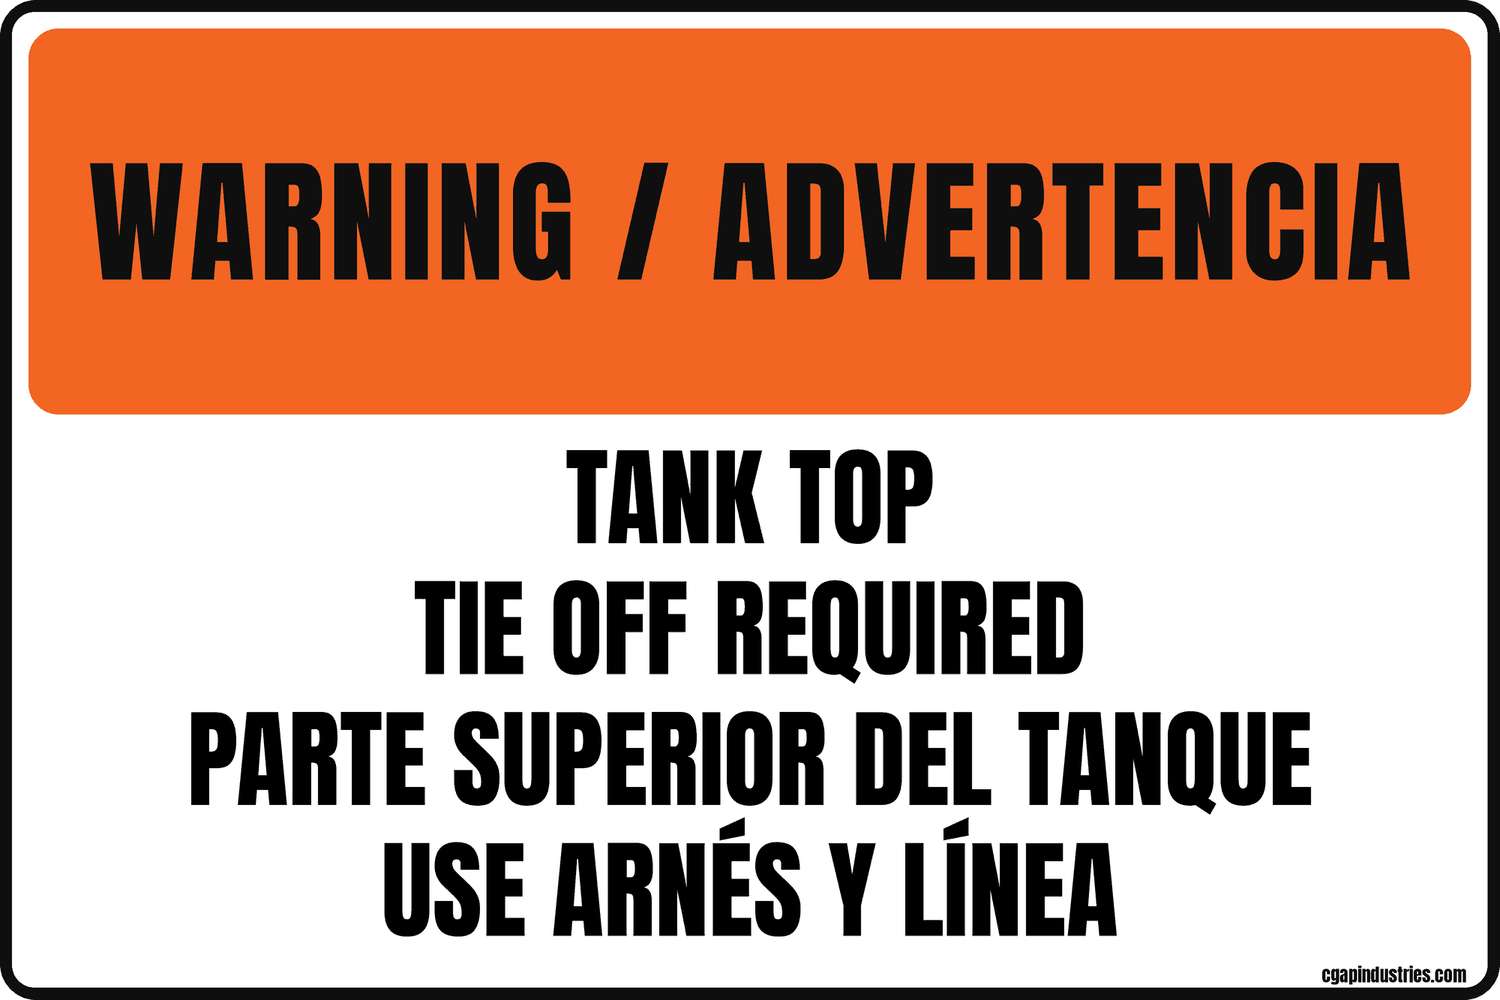 WARNING / ADVERTENCIA
TANK TOP
TIE OFF REQUIRED
PARTE SUPERIOR DEL TANQUE
USE ARNÉS Y LÍNEA
cgapindustries.com